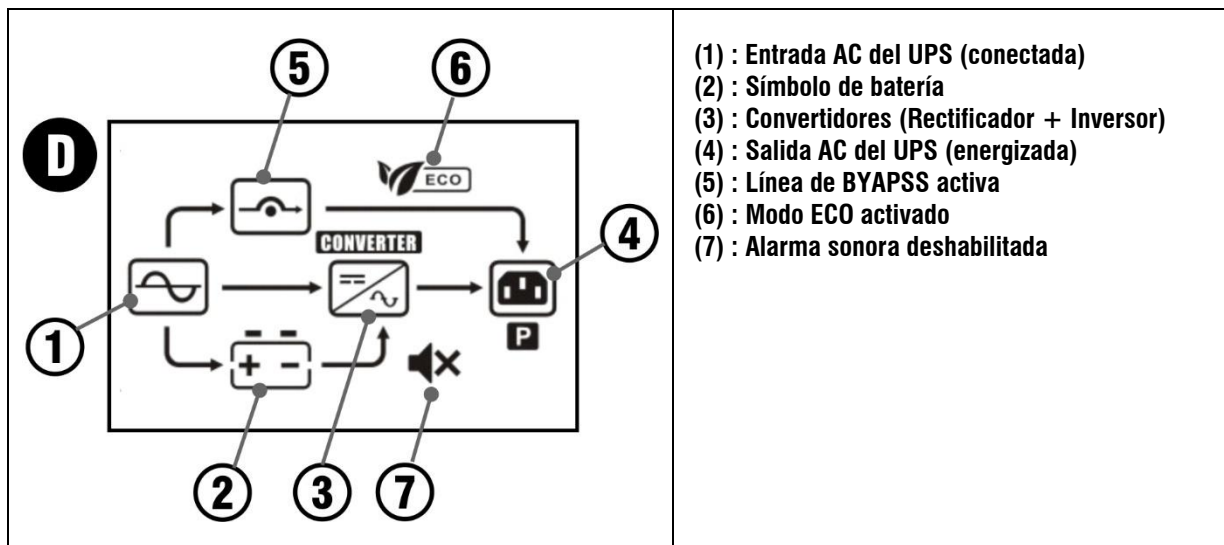 5
6
D
ECO
CONVERTER
4
1
P
+ -
2
3
7
(1) : Entrada AC del UPS (conectada)
(2) : Símbolo de batería
(3) : Convertidores (Rectificador + Inversor)
(4) : Salida AC del UPS (energizada)
(5) : Línea de BYAPSS activa
(6) : Modo ECO activado
(7) : Alarma sonora deshabilitada